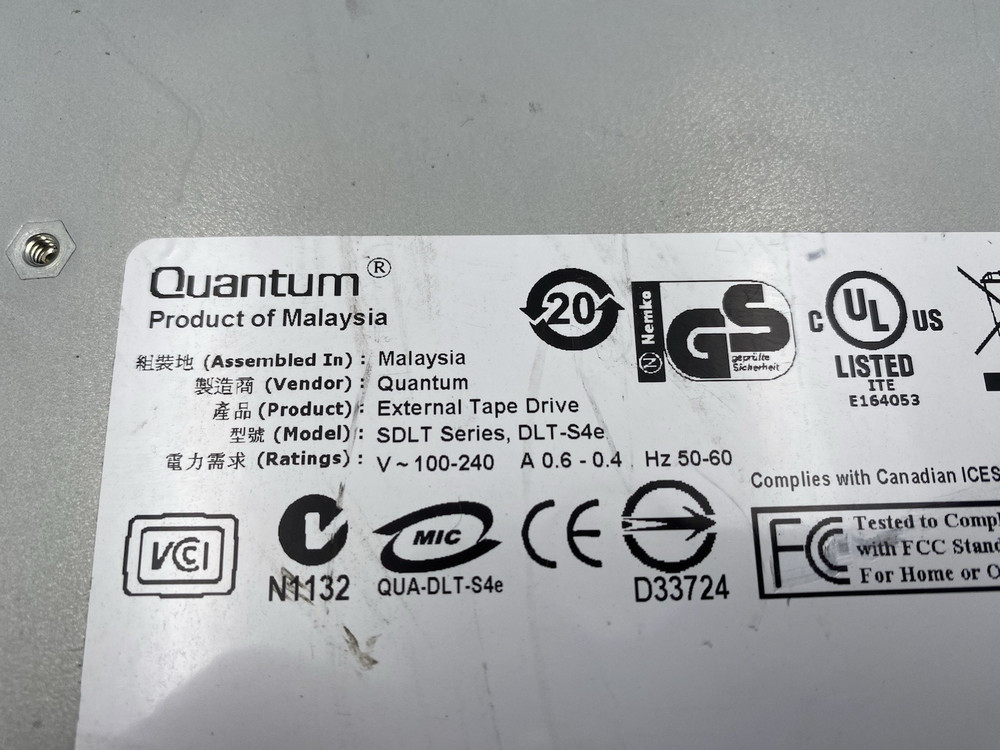 Quantum®
Product of Malaysia
組裝地 (Assembled In) : Malaysia
製造商 (Vendor) : Quantum
產品 (Product) : External Tape Drive
型號 (Model) : SDLT Series, DLT-S4e
電力需求 (Ratings) : V ~ 100-240 A 0.6 - 0.4 Hz 50-60
20
Nemko
GS
geprüfte
Sicherheit
C UL US
LISTED
ITE
E164053
Complies with Canadian ICES
VCCI
N1132
MIC
QUA-DLT-S4e
CE
D33724
FC
Tested to Compl
with FCC Stand
For Home or O